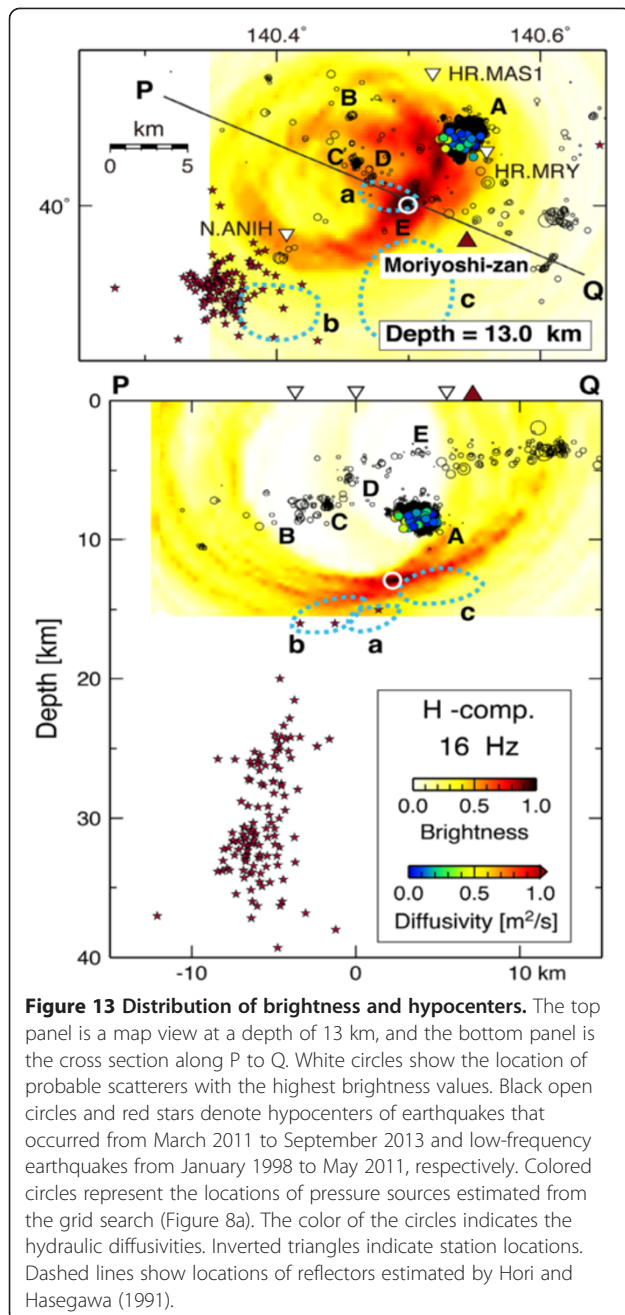 140.4° 140.6°
P
HR.MAS1
B
A
km
0 5
C D
HR.MRY
a
40°
E
N.ANIH
Moriyoshi-zan
Q
c
b
Depth = 13.0 km
P Q
0
E
D
10
B C A
c
b a
Depth [km]
20
H -comp.
16 Hz
0.0 0.5 1.0
Brightness
30
0.0 0.5 1.0
Diffusivity [m²/s]
40
-10 0 10 km
Figure 13 Distribution of brightness and hypocenters. The top
panel is a map view at a depth of 13 km, and the bottom panel is
the cross section along P to Q. White circles show the location of
probable scatterers with the highest brightness values. Black open
circles and red stars denote hypocenters of earthquakes that
occurred from March 2011 to September 2013 and low-frequency
earthquakes from January 1998 to May 2011, respectively. Colored
circles represent the locations of pressure sources estimated from
the grid search (Figure 8a). The color of the circles indicates the
hydraulic diffusivities. Inverted triangles indicate station locations.
Dashed lines show locations of reflectors estimated by Hori and
Hasegawa (1991).